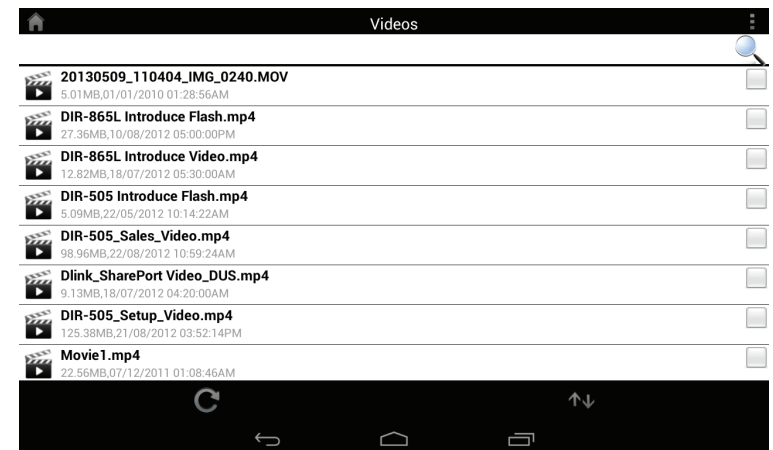 Videos
20130509_110404_IMG_0240.MOV
5.01MB,01/01/2010 01:28:56AM
DIR-865L Introduce Flash.mp4
27.36MB,10/08/2012 05:00:00PM
DIR-865L Introduce Video.mp4
12.82MB,18/07/2012 05:30:00AM
DIR-505 Introduce Flash.mp4
5.09MB,22/05/2012 10:14:22AM
DIR-505_Sales_Video.mp4
98.96MB,22/08/2012 10:59:24AM
Dlink_SharePort Video_DUS.mp4
9.13MB,18/07/2012 04:20:00AM
DIR-505_Setup_Video.mp4
125.38MB,21/08/2012 03:52:14PM
Movie1.mp4
22.56MB,07/12/2011 01:08:46AM